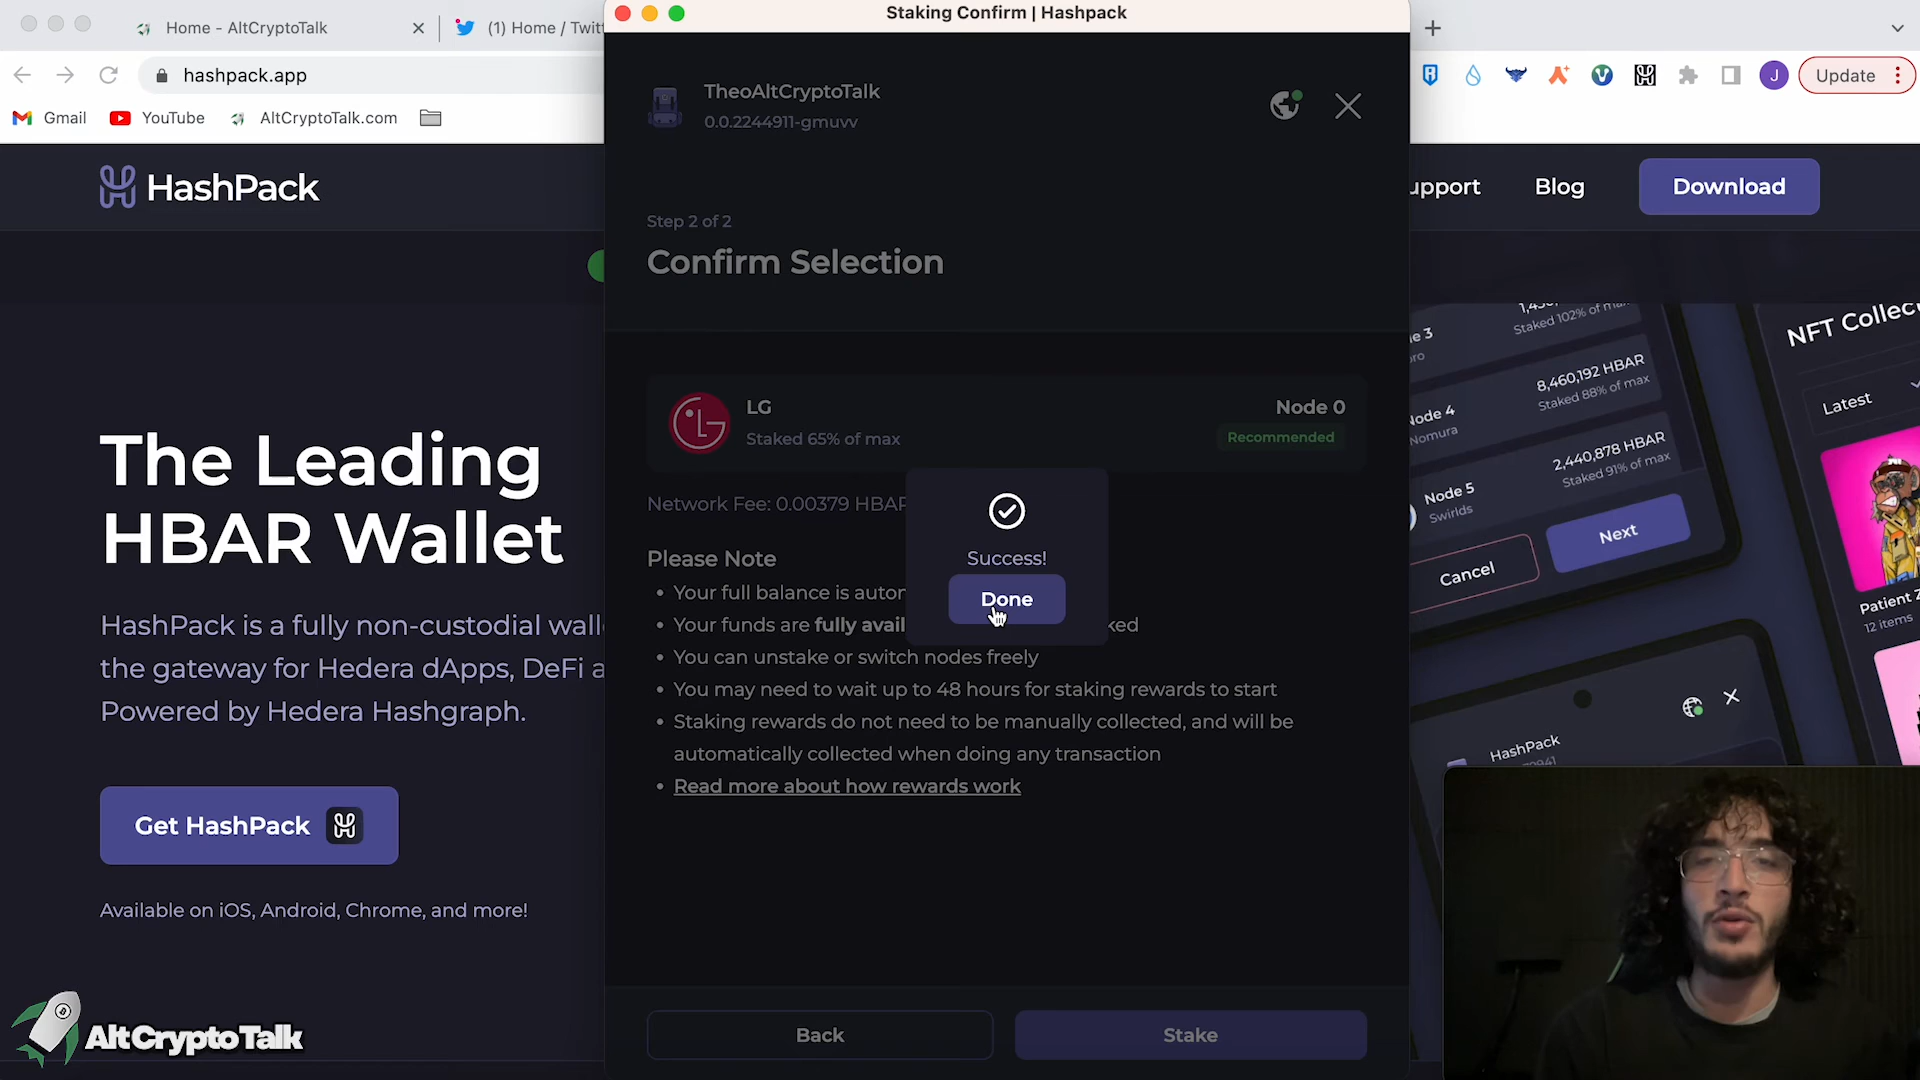 Home - AltCryptoTalk
(1) Home / Twitt
Staking Confirm | Hashpack
hashpack.app
J
Update
Gmail
YouTube
AltCryptoTalk.com
HashPack
upport
Blog
Download
TheoAltCryptoTalk
0.0.2244911-gmuvv
Step 2 of 2
Confirm Selection
LG
Staked 65% of max
Node 0
Recommended
Network Fee: 0.00379 HBAR
Success!
Done
Please Note
Your full balance is auton
Your funds are fully avail ked
You can unstake or switch nodes freely
You may need to wait up to 48 hours for staking rewards to start
Staking rewards do not need to be manually collected, and will be
automatically collected when doing any transaction
Read more about how rewards work
Back
Stake
The Leading
HBAR Wallet
HashPack is a fully non-custodial wall
the gateway for Hedera dApps, DeFi a
Powered by Hedera Hashgraph.
Get HashPack
Available on iOS, Android, Chrome, and more!
AltCryptoTalk
Staked 102% of max
8,460,192 HBAR
Staked 88% of max
Node 4
Nomura
2,440,878 HBAR
Staked 91% of max
Node 5
Swirlds
Cancel
Next
NFT Collec
Latest
Patient Z
12 items
HashPack